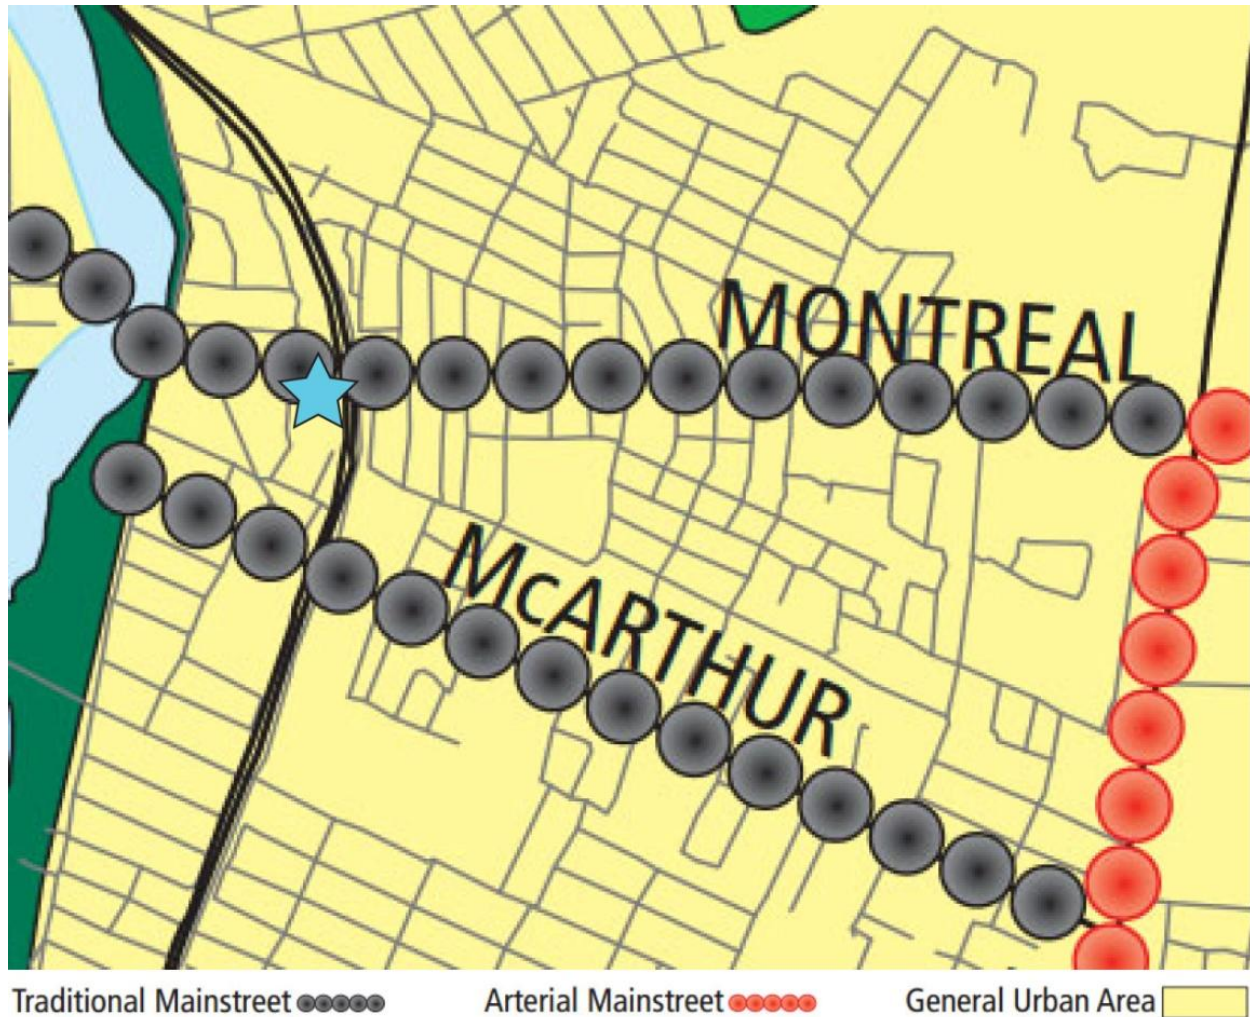 MONTREAL
McARTHUR
Traditional Mainstreet
Arterial Mainstreet
General Urban Area